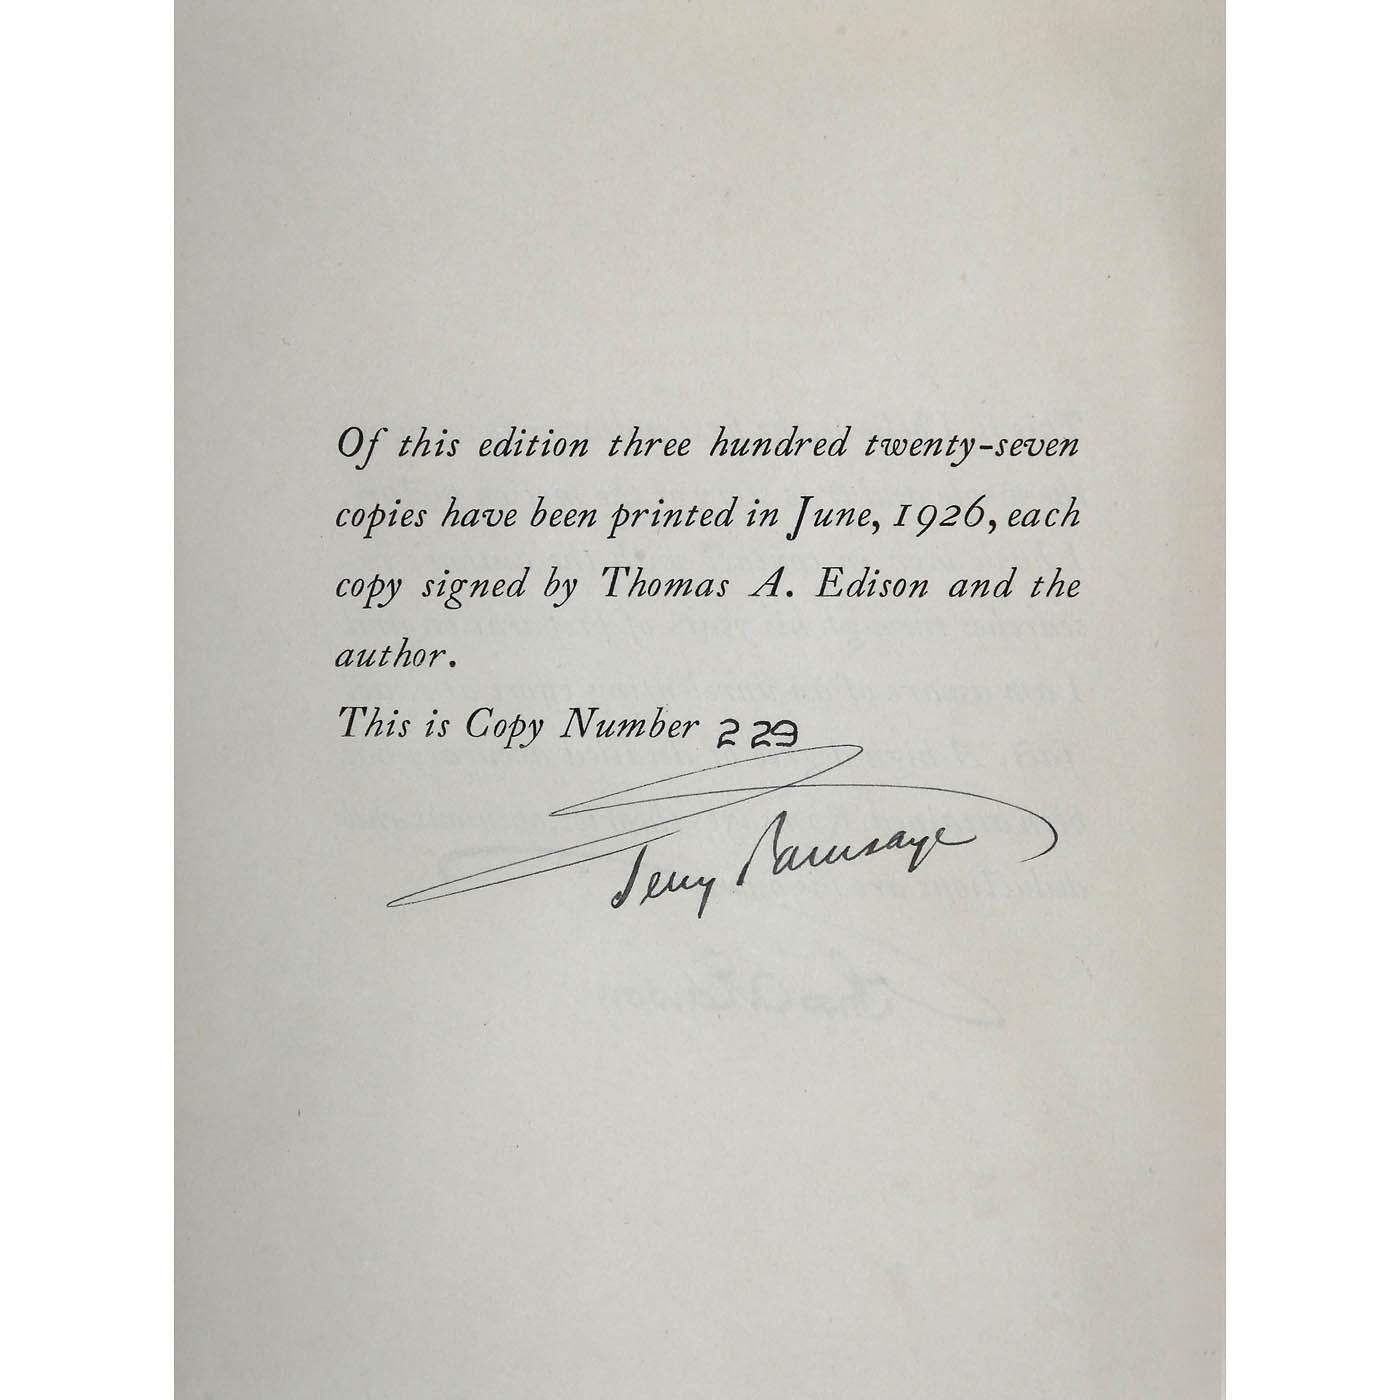 Of this edition three hundred twenty-seven
copies have been printed in June, 1926, each
copy signed by Thomas A. Edison and the
author.
This is Copy Number 229
Terry Ramsaye